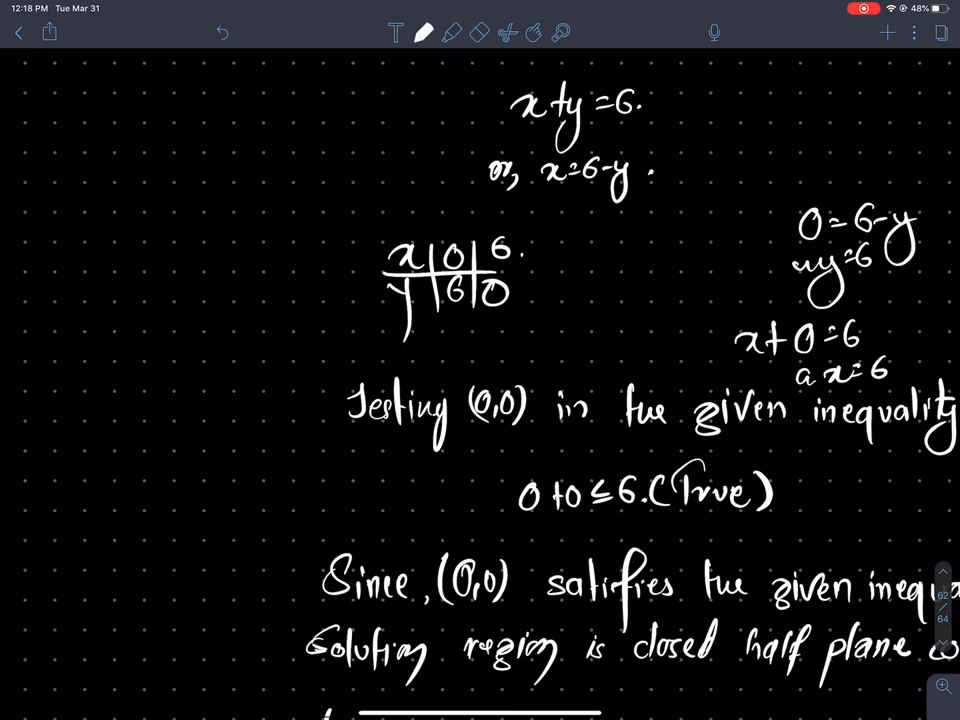 12:18 PM Tue Mar 31
48%
x+y=6.
or, x=6-y.
0=6-y
y=6
x | 0 | 6.
y | 6 | 0
x+0=6
x=6
Testing (0,0) in the given inequality
0+0≤6.(True)
Since, (0,0) satisfies the given inequa
Solution region is closed half plane
62
/
64